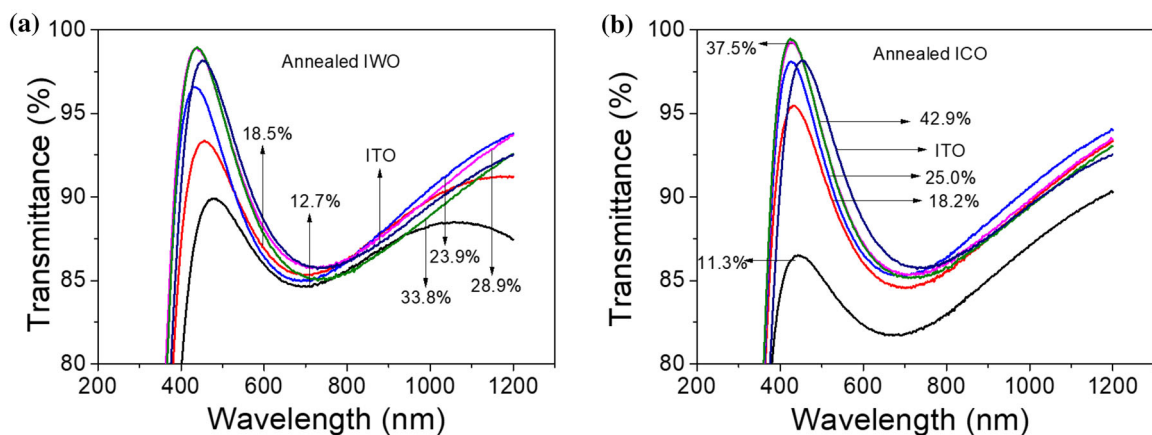 (a)
Annealed IWO
Transmittance (%)
100
95
90
85
80
18.5%
ITO
12.7%
23.9%
33.8%
28.9%
200 400 600 800 1000 1200
Wavelength (nm)
(b)
Annealed ICO
Transmittance (%)
100
95
90
85
80
37.5%
42.9%
ITO
25.0%
18.2%
11.3%
200 400 600 800 1000 1200
Wavelength (nm)